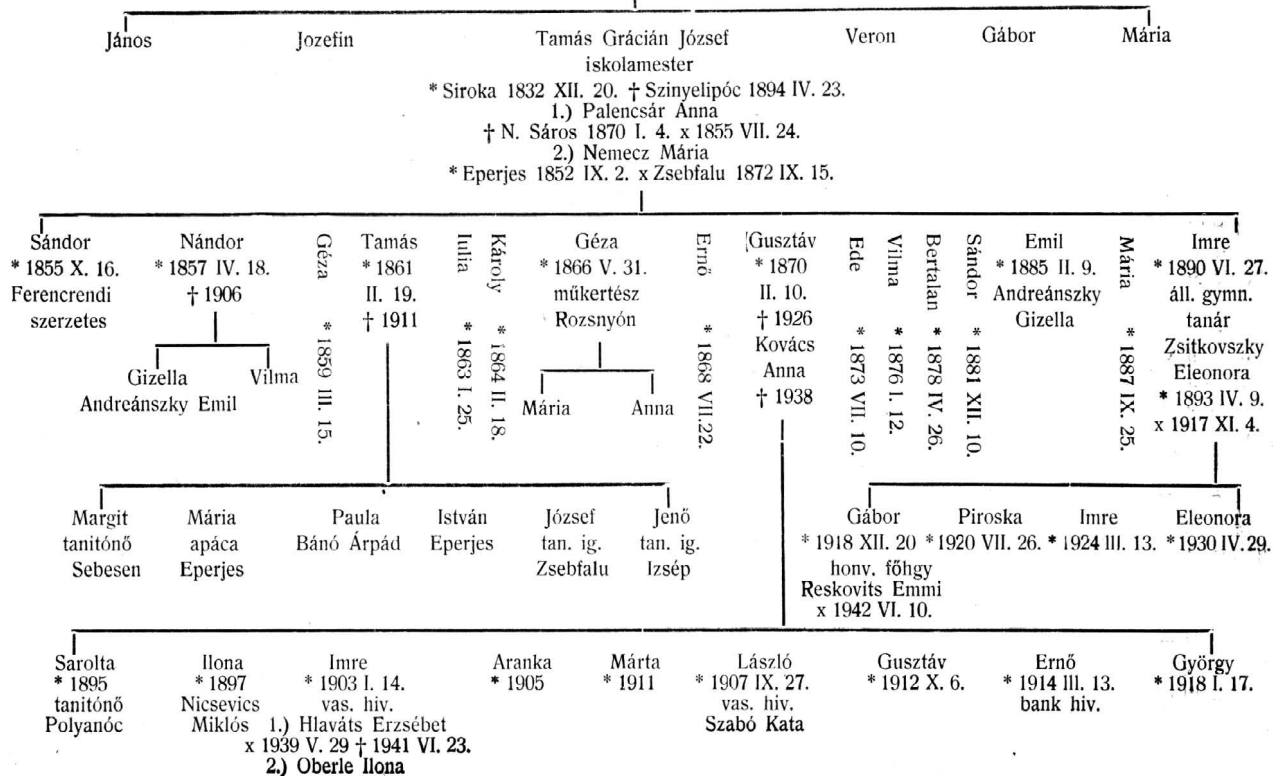 János Jozefin Tamás Grácián József Veron Gábor Mária
iskolamester
* Siroka 1832 XII. 20. † Szinyelipóc 1894 IV. 23.
1.) Palencsár Anna
† N. Sáros 1870 I. 4. x 1855 VII. 24.
2.) Nemecz Mária
* Eperjes 1852 IX. 2. x Zsebfalu 1872 IX. 15.
Sándor
* 1855 X. 16.
Ferencrendi
szerzetes
Nándor
* 1857 IV. 18.
† 1906
Gizella Vilma
Andreánszky Emil
Géza * 1859 III. 15.
Tamás
* 1861
II. 19.
† 1911
Iulia * 1863 I. 25.
Károly * 1864 II. 18.
Géza
* 1866 V. 31.
műkertész
Rozsnyón
Mária Anna
Ernő * 1868 VII.22.
Gusztáv
* 1870
II. 10.
† 1926
Kovács
Anna
† 1938
Ede * 1873 VII. 10.
Vilma * 1876 I. 12.
Bertalan * 1878 IV. 26.
Sándor * 1881 XII. 10.
Emil
* 1885 II. 9.
Andreánszky
Gizella
Mária * 1887 IX. 25.
Imre
* 1890 VI. 27.
áll. gymn.
tanár
Zsitkovszky
Eleonora
* 1893 IV. 9.
x 1917 XI. 4.
Margit
tanitónő
Sebesen
Mária
apáca
Eperjes
Paula
Bánó Árpád
István
Eperjes
József
tan. ig.
Zsebfalu
Jenő
tan. ig.
Izsép
Gábor
* 1918 XII. 20
honv. főhgy
Reskovits Emmi
x 1942 VI. 10.
Piroska
* 1920 VII. 26.
Imre
* 1924 III. 13.
Eleonora
* 1930 IV. 29.
Sarolta
* 1895
tanitónő
Polyanóc
Ilona
* 1897
Nicsevics
Miklós
Imre
* 1903 I. 14.
vas. hiv.
1.) Hlaváts Erzsébet
x 1939 V. 29 † 1941 VI. 23.
2.) Oberle Ilona
Aranka
* 1905
Márta
* 1911
László
* 1907 IX. 27.
vas. hiv.
Szabó Kata
Gusztáv
* 1912 X. 6.
Ernő
* 1914 III. 13.
bank hiv.
György
* 1918 I. 17.